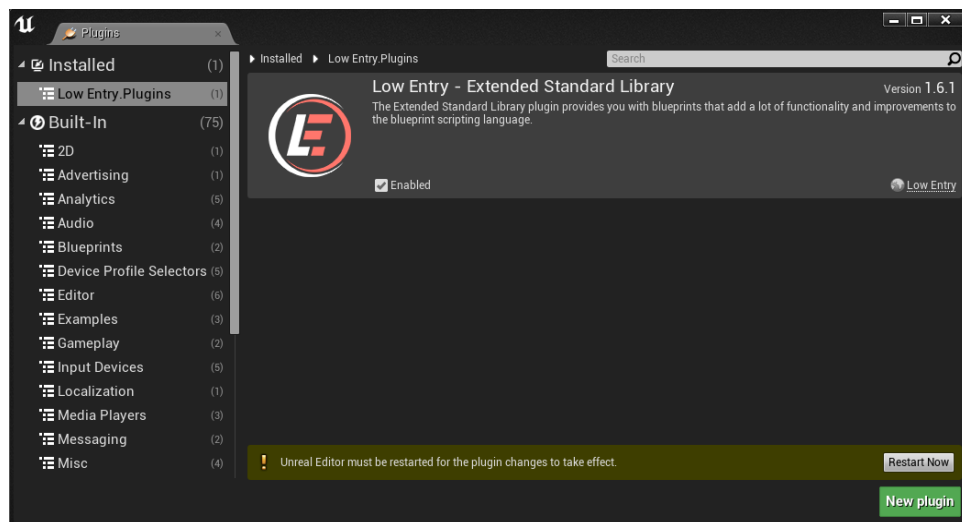 Plugins
Installed (1)
Low Entry.Plugins (1)
Built-In (75)
2D (1)
Advertising (1)
Analytics (5)
Audio (4)
Blueprints (2)
Device Profile Selectors (5)
Editor (6)
Examples (3)
Gameplay (2)
Input Devices (5)
Localization (1)
Media Players (3)
Messaging (2)
Misc (4)
Installed Low Entry.Plugins
Search
Low Entry - Extended Standard Library
Version 1.6.1
The Extended Standard Library plugin provides you with blueprints that add a lot of functionality and improvements to
the blueprint scripting language.
LE
Enabled
Low Entry
Unreal Editor must be restarted for the plugin changes to take effect.
Restart Now
New plugin